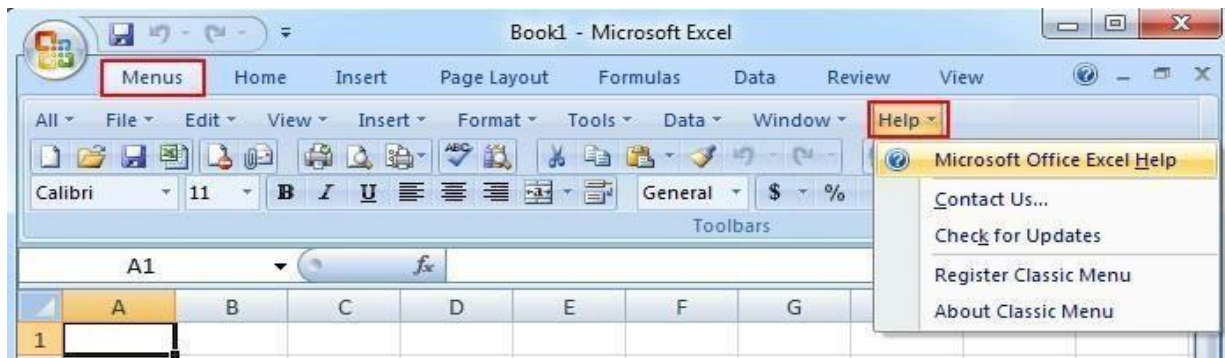 Book1 - Microsoft Excel
Menus Home Insert Page Layout Formulas Data Review View
All File Edit View Insert Format Tools Data Window Help
ABC
Microsoft Office Excel Help
Calibri 11 B I U General $ %
Contact Us...
Toolbars
Check for Updates
A1 fx
Register Classic Menu
A B C D E F G
About Classic Menu
1